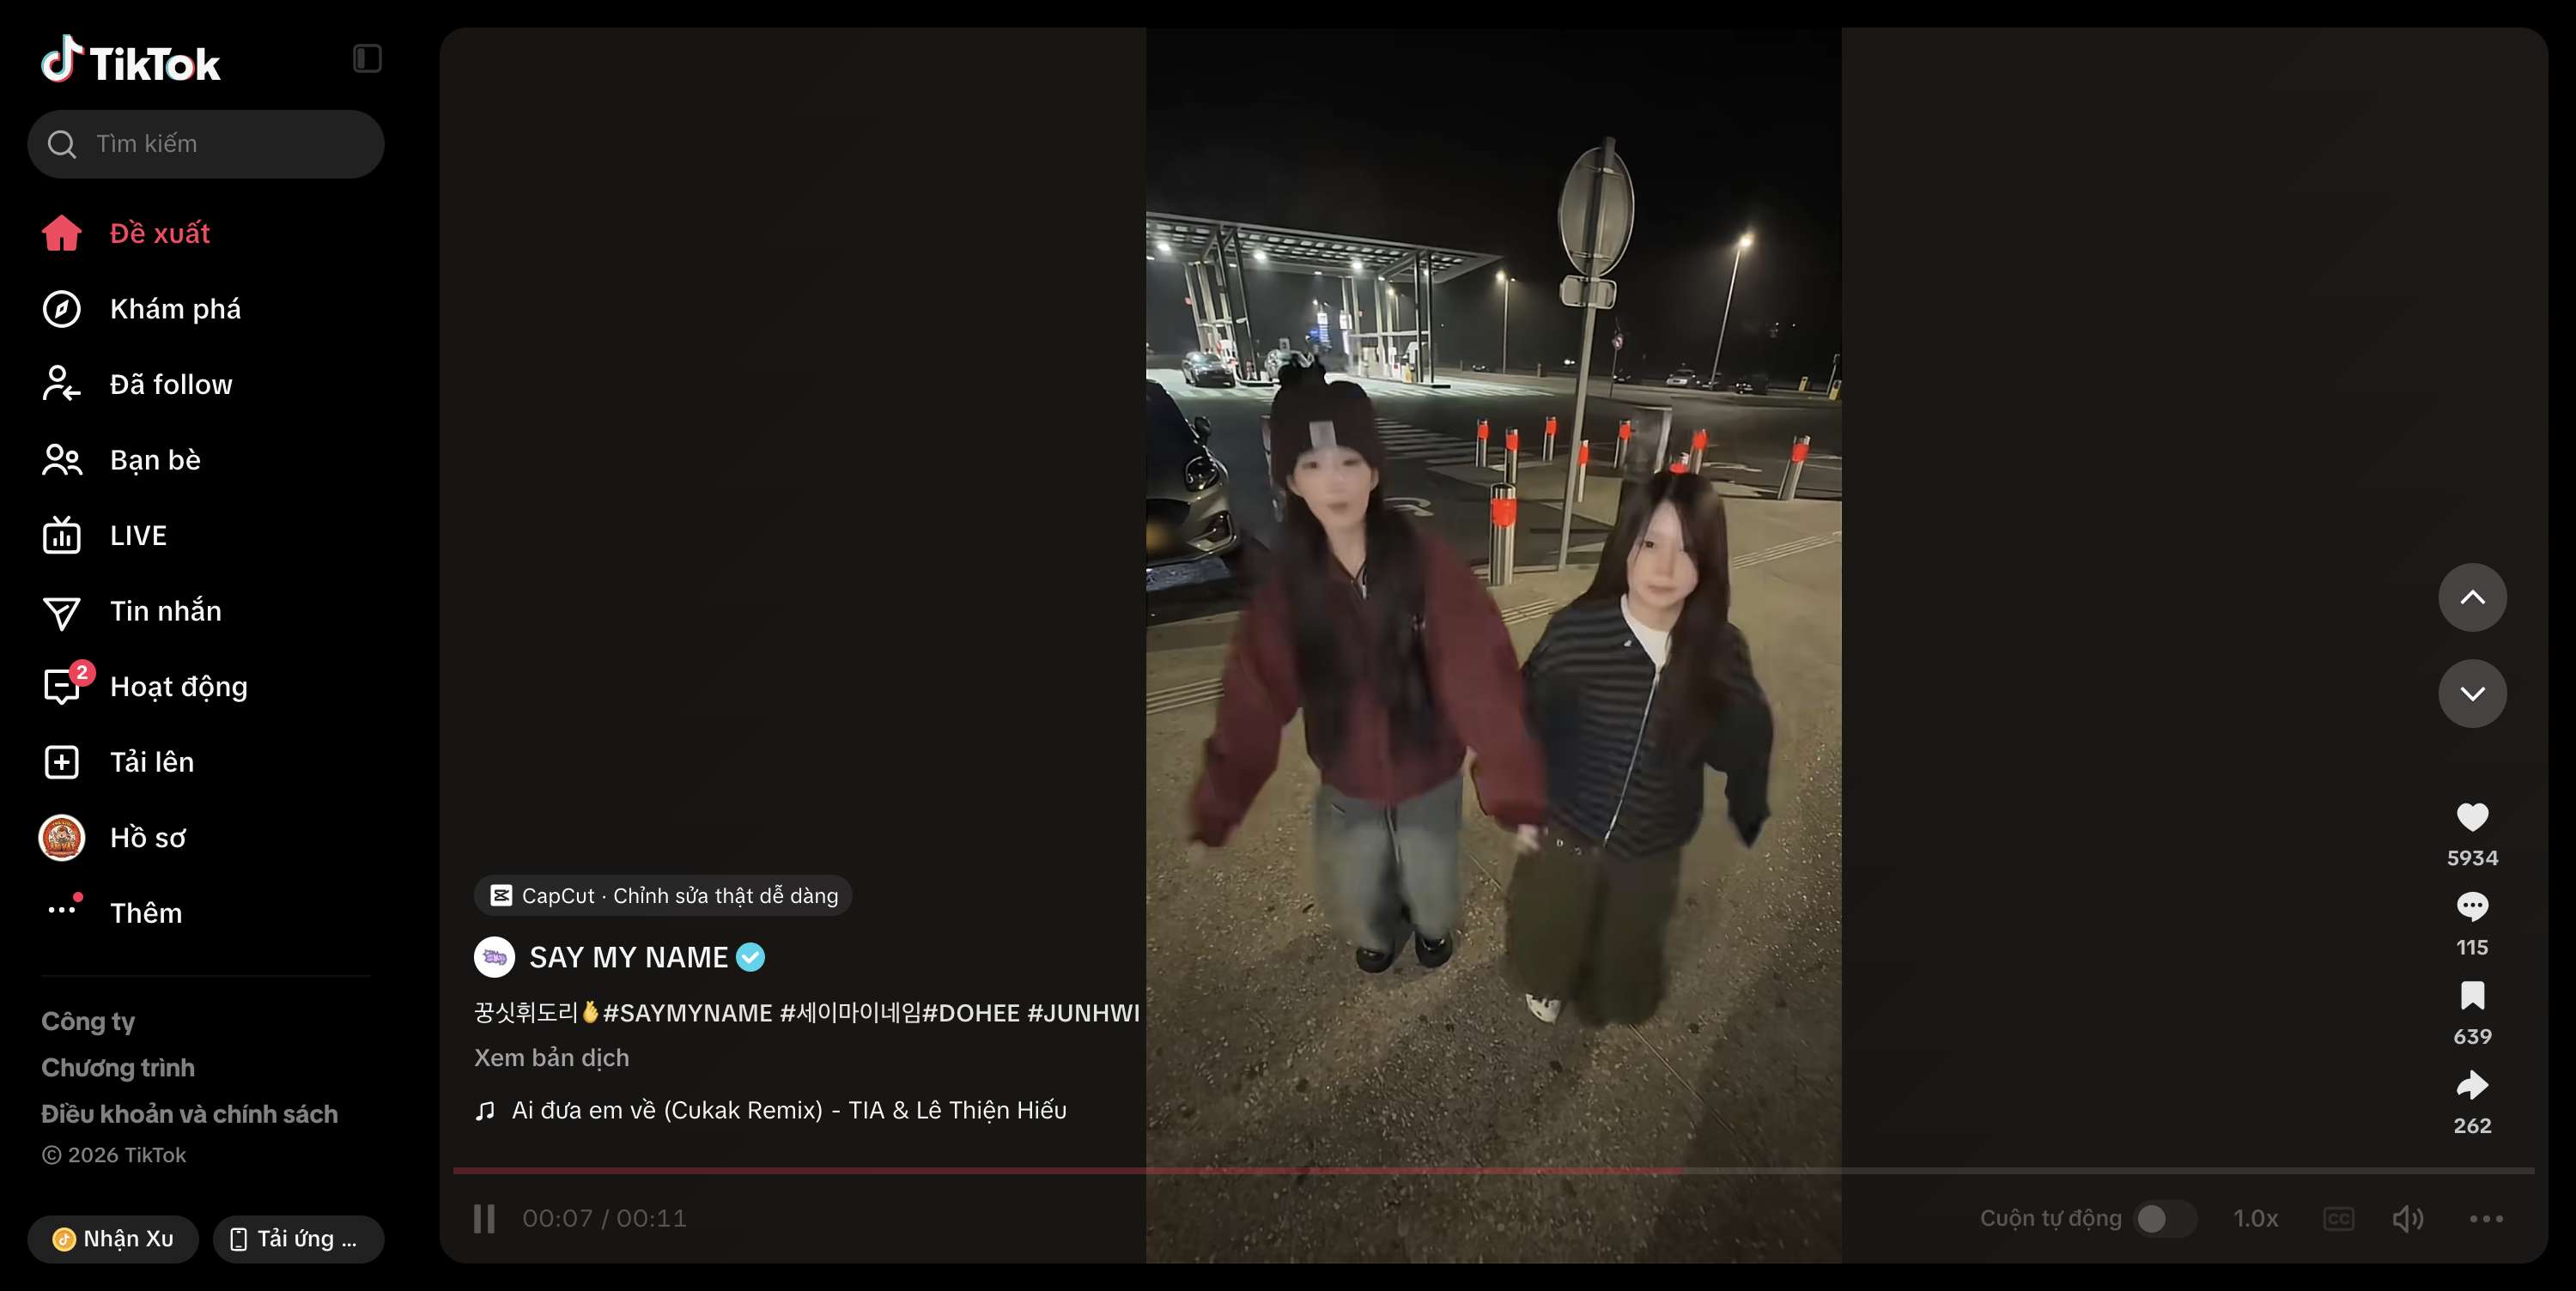 TikTok
Tìm kiếm
Đề xuất
Khám phá
Đã follow
Bạn bè
LIVE
Tin nhắn
2
Hoạt động
Tải lên
Hồ sơ
Thêm
Công ty
Chương trình
Điều khoản và chính sách
© 2026 TikTok
Nhận Xu
Tải ứng ...
CapCut · Chỉnh sửa thật dễ dàng
SAY MY NAME
꿍싯휘도리🫰#SAYMYNAME #세이마이네임#DOHEE #JUNHWI
Xem bản dịch
Ai đưa em về (Cukak Remix) - TIA & Lê Thiện Hiếu
00:07 / 00:11
5934
115
639
262
Cuộn tự động
1.0x
CC